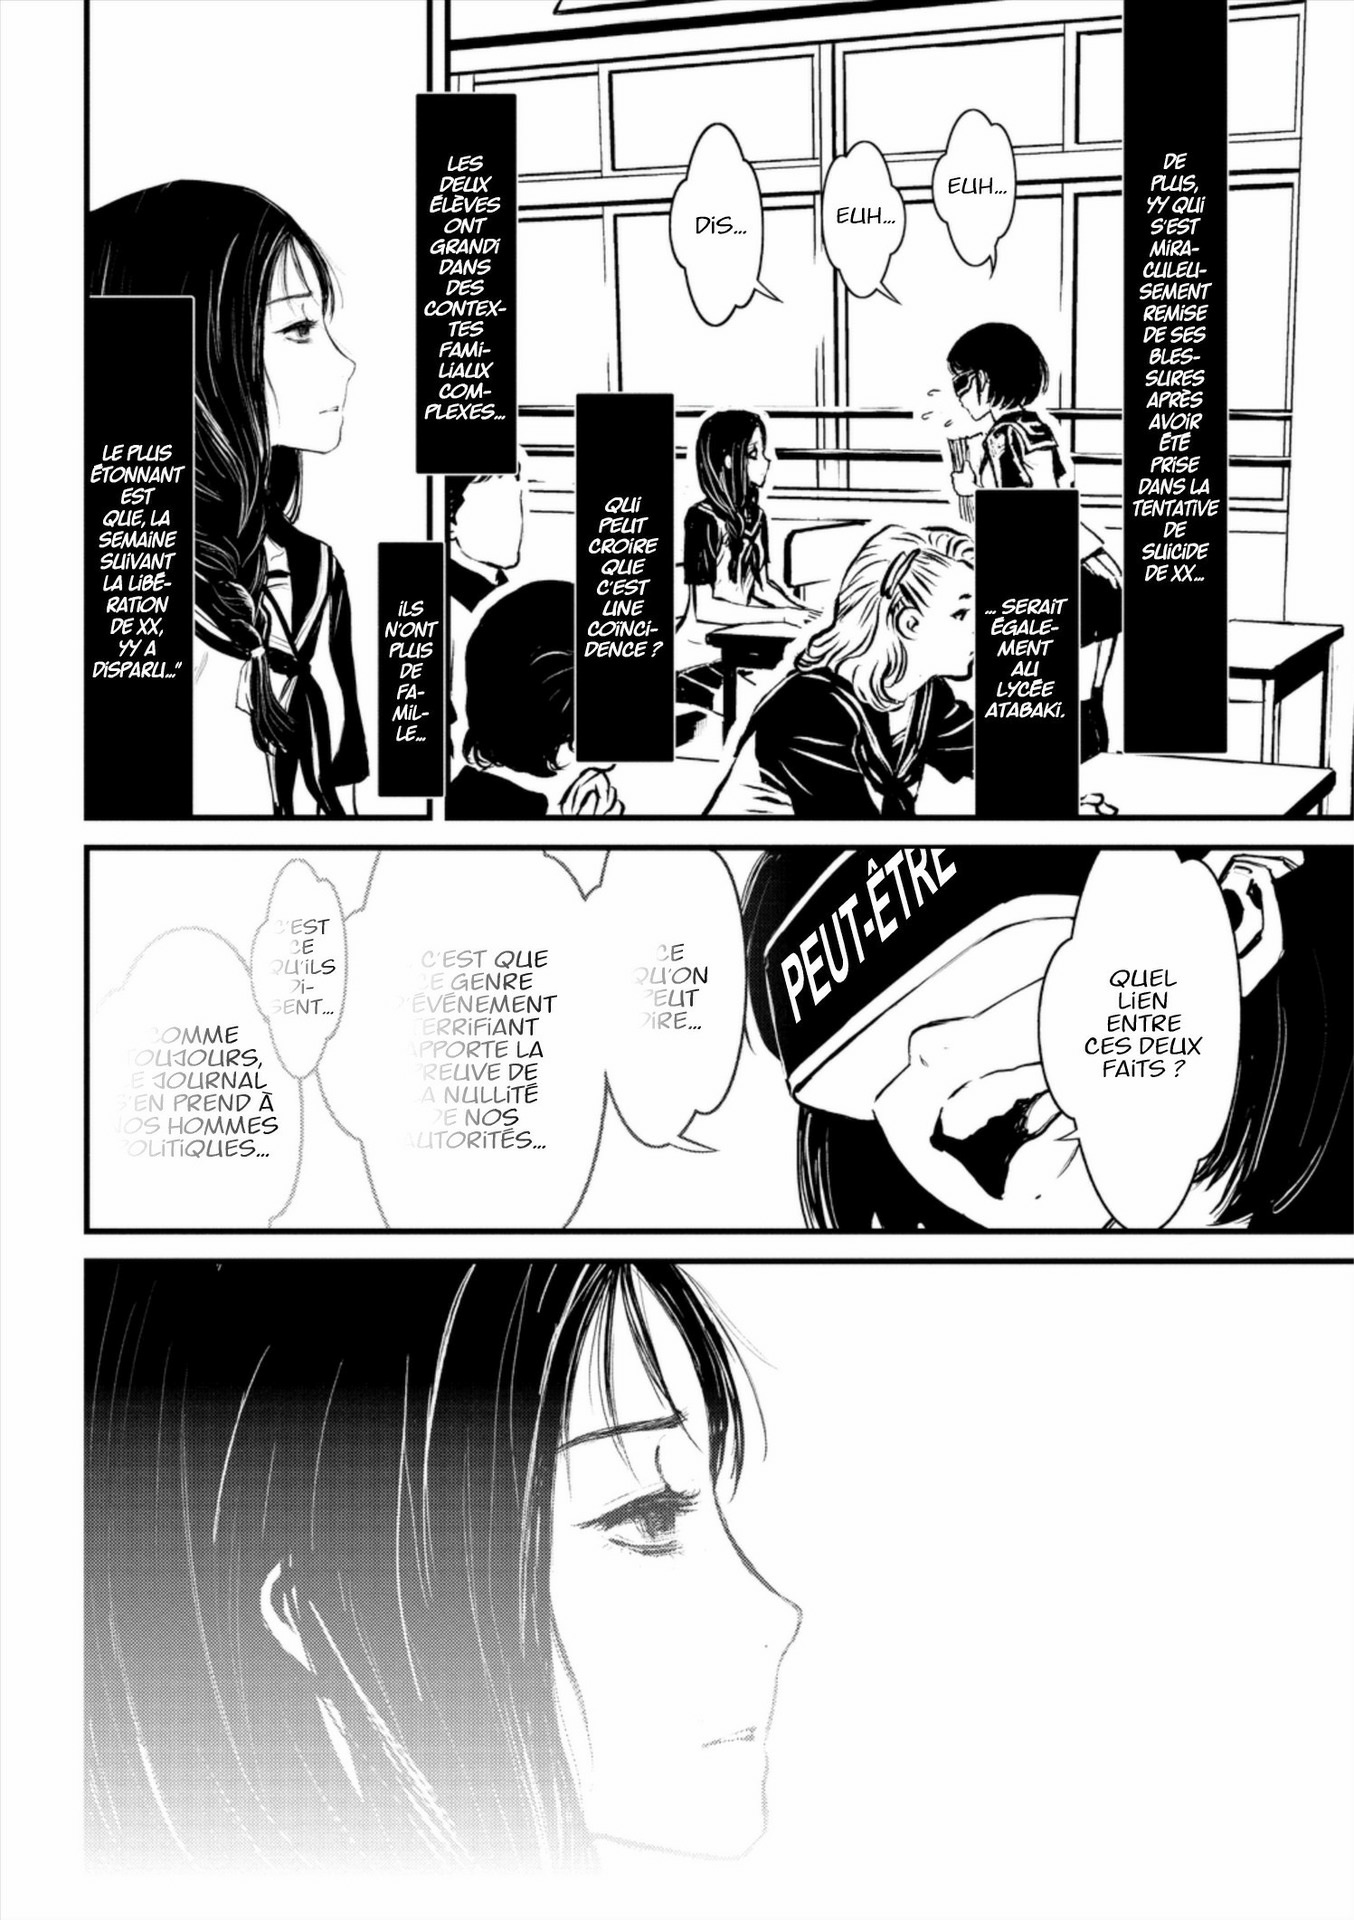 DE
PLUS,
YY QUI
S'EST
MIRA-
CULEU-
SEMENT
REMISE
DE SES
BLES-
SURES
APRÈS
AVOIR
ÉTÉ
PRISE
DANS LA
TENTATIVE
DE
SUICIDE
DE XX...
... SERAIT
ÉGALE-
MENT
AU
LYCÉE
ATABAKI.
EUH...
EUH...
DIS...
QUI
PEUT
CROIRE
QUE
C'EST
UNE
COÏNCI-
DENCE ?
LES
DEUX
ÉLÈVES
ONT
GRANDI
DANS
DES
CONTEX-
TES
FAMI-
LIAUX
COM-
PLEXES...
ILS
N'ONT
PLUS
DE
FA-
MIL-
LE...
LE PLUS
ÉTONNANT
EST
QUE, LA
SEMAINE
SUIVANT
LA LIBÉ-
RATION
DE XX,
YY A
DISPARU..."
QUEL
LIEN
ENTRE
CES DEUX
FAITS ?
PEUT-ÊTRE
CE
QU'ON
PEUT
DIRE...
C'EST QUE
CE GENRE
D'ÉVÉNEMENT
TERRIFIANT
APPORTE LA
PREUVE DE
LA NULLITÉ
DE NOS
AUTORITÉS...
C'EST
CE
QU'ILS
DI-
SENT...
COMME
TOUJOURS,
LE JOURNAL
S'EN PREND À
NOS HOMMES
POLITIQUES...